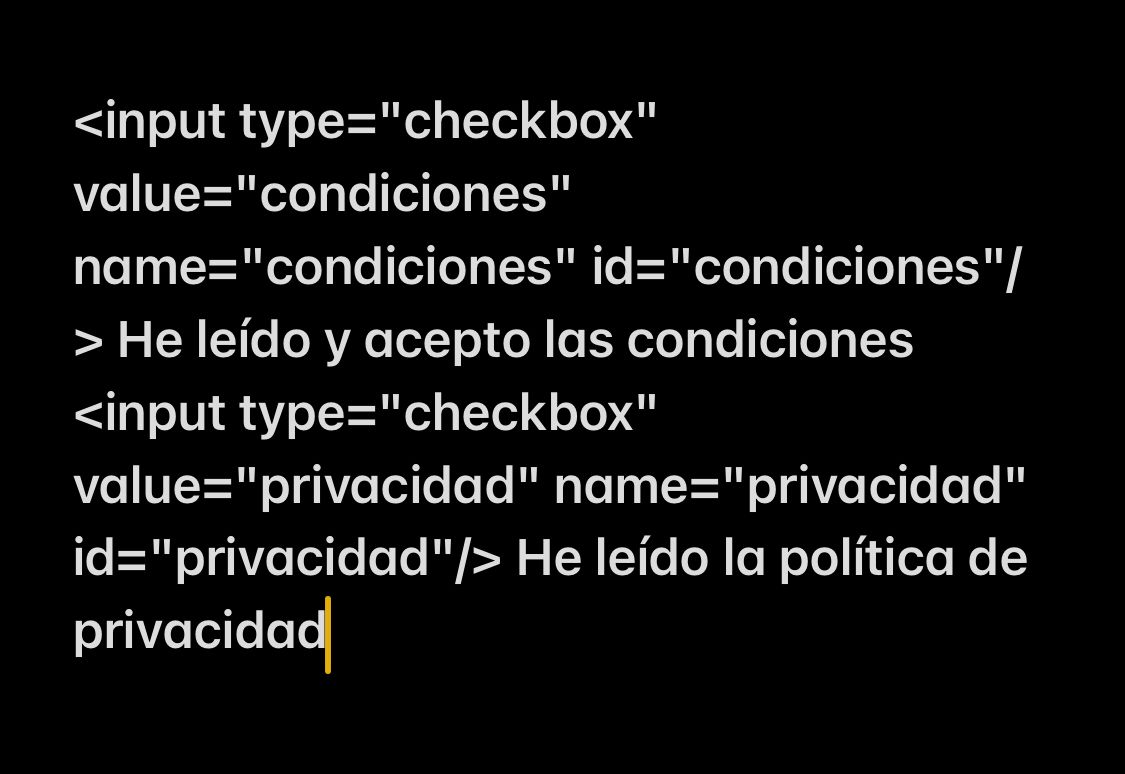 <input type="checkbox"
value="condiciones"
name="condiciones" id="condiciones"/
> He leído y acepto las condiciones
<input type="checkbox"
value="privacidad" name="privacidad"
id="privacidad"/> He leído la política de
privacidad